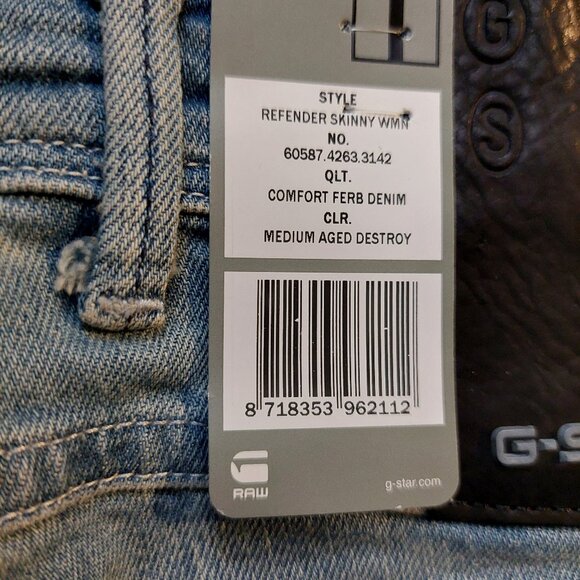 G
S
STYLE
REFENDER SKINNY WMN
NO.
60587.4263.3142
QLT.
COMFORT FERB DENIM
CLR.
MEDIUM AGED DESTROY
8 718353 962112
G-S
RAW
g-star.com